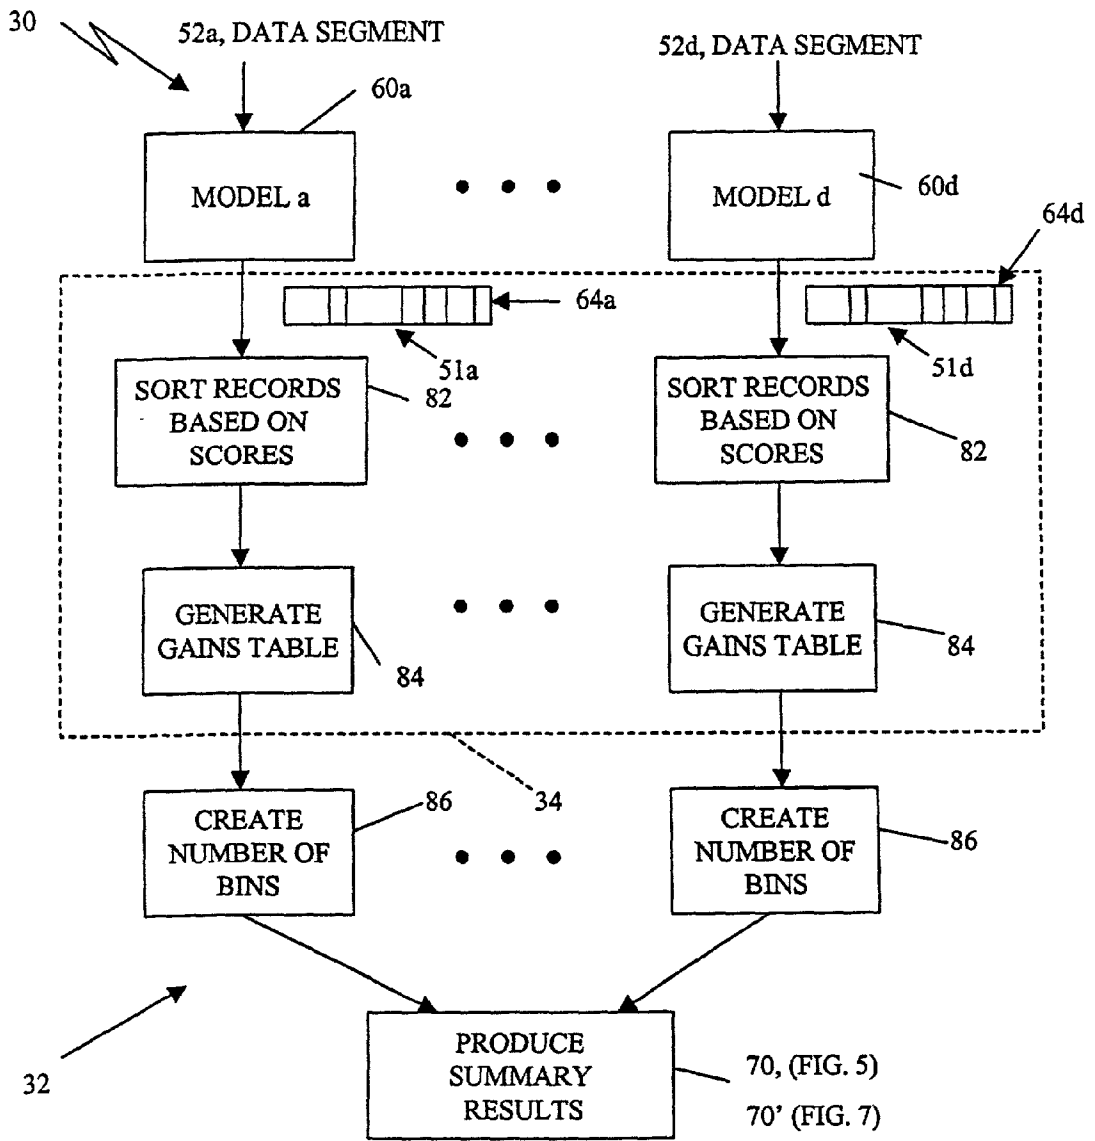 30
52a, DATA SEGMENT
52d, DATA SEGMENT
60a
MODEL a
MODEL d
60d
64d
64a
51a
51d
SORT RECORDS
BASED ON
SCORES
82
SORT RECORDS
BASED ON
SCORES
82
GENERATE
GAINS TABLE
84
GENERATE
GAINS TABLE
84
34
CREATE
NUMBER OF
BINS
86
CREATE
NUMBER OF
BINS
86
32
PRODUCE
SUMMARY
RESULTS
70, (FIG. 5)
70' (FIG. 7)